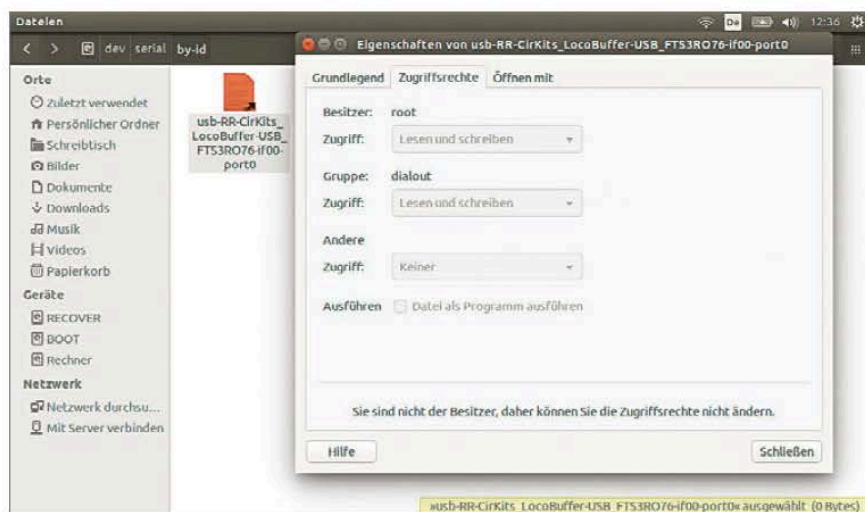 Dateien
De
12:36
dev serial by-id
Eigenschaften von usb-RR-CirKits_LocoBuffer-USB_FTS3RO76-if00-port0
Orte
Zuletzt verwendet
Persönlicher Ordner
Schreibtisch
Bilder
Dokumente
Downloads
Musik
Videos
Papierkorb
Geräte
RECOVER
BOOT
Rechner
Netzwerk
Netzwerk durchsu...
Mit Server verbinden
usb-RR-CirKits_
LocoBuffer-USB_
FTS3RO76-if00-
port0
Grundlegend Zugriffsrechte Öffnen mit
Besitzer: root
Zugriff: Lesen und schreiben
Gruppe: dialout
Zugriff: Lesen und schreiben
Andere
Zugriff: Keiner
Ausführen Datei als Programm ausführen
Sie sind nicht der Besitzer, daher können Sie die Zugriffsrechte nicht ändern.
Hilfe Schließen
»usb-RR-CirKits_LocoBuffer-USB_FTS3RO76-if00-port0« ausgewählt (0 Bytes)